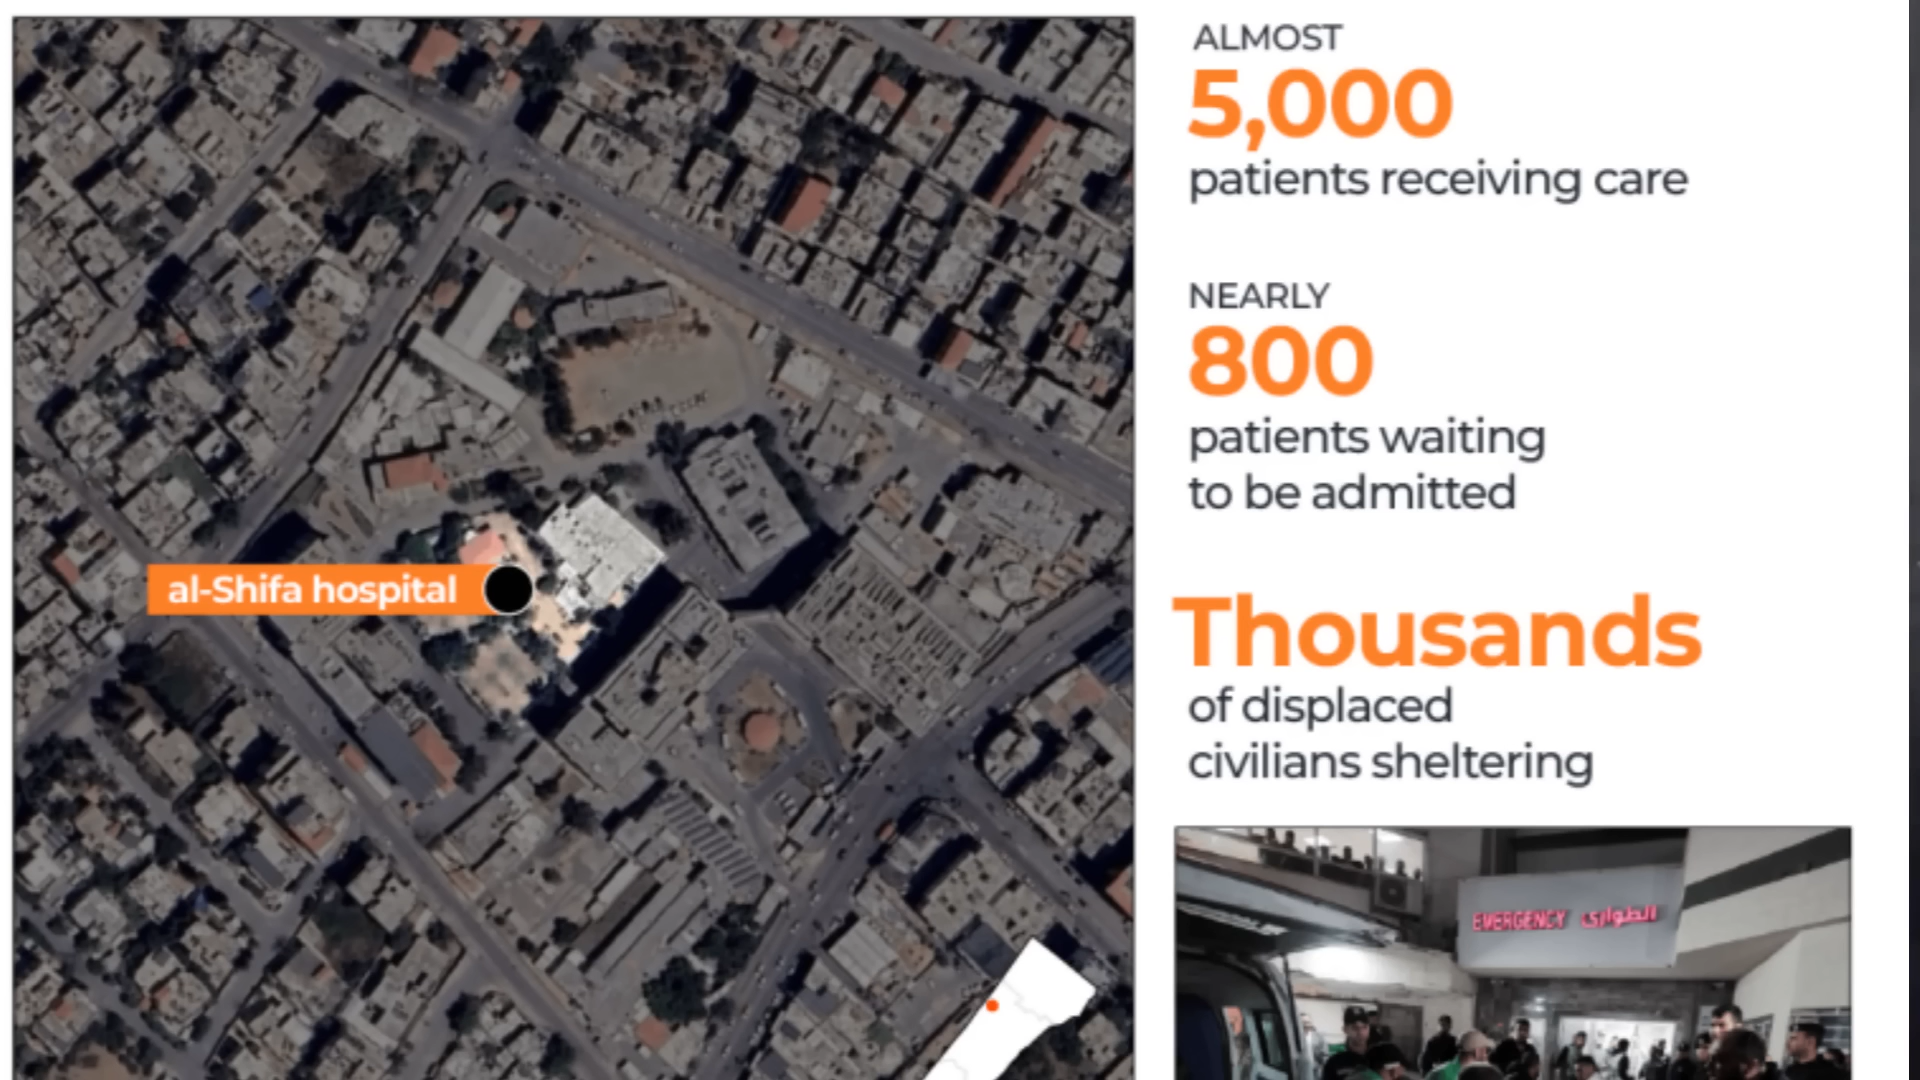 ALMOST
5,000
patients receiving care
NEARLY
800
patients waiting
to be admitted
al-Shifa hospital
Thousands
of displaced
civilians sheltering
EMERGENCY الطوارئ